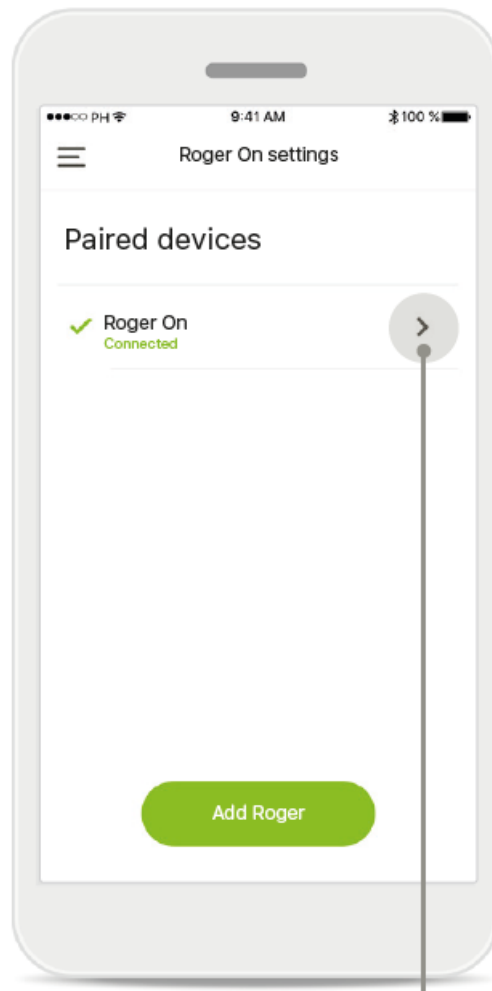 PH 9:41 AM 100 %
Roger On settings
Paired devices
Roger On
Connected
Add Roger